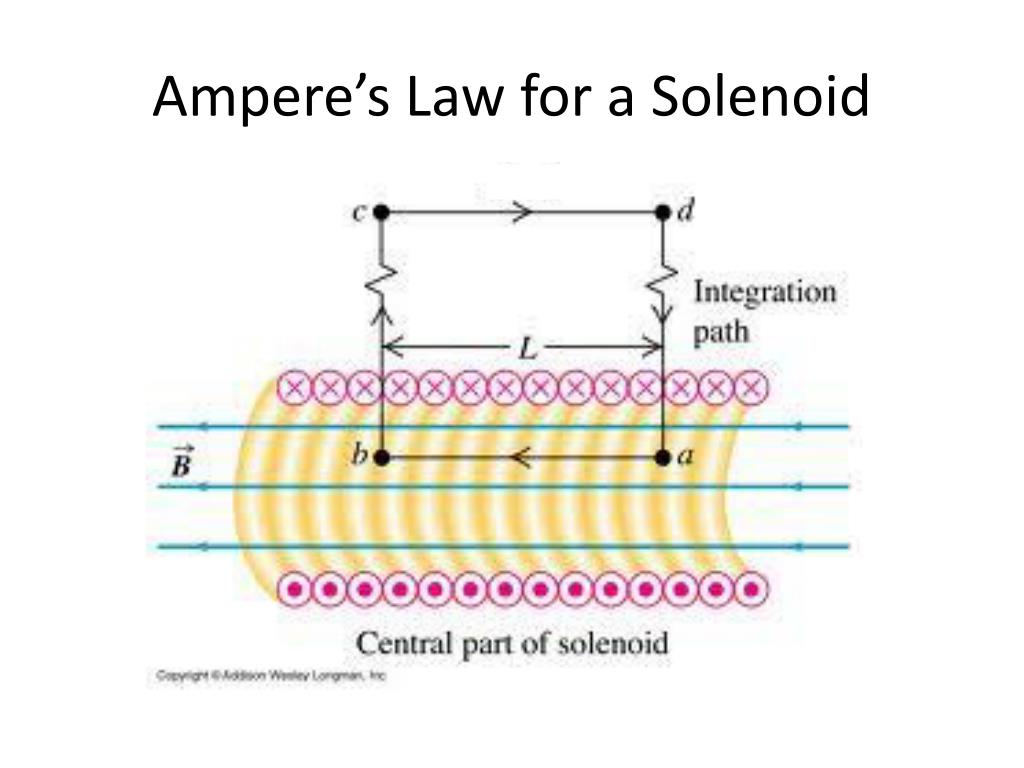 Ampere's Law for a Solenoid
c
d
Integration
path
L
b
a
B
Central part of solenoid
Copyright © Addison Wesley Longman, Inc